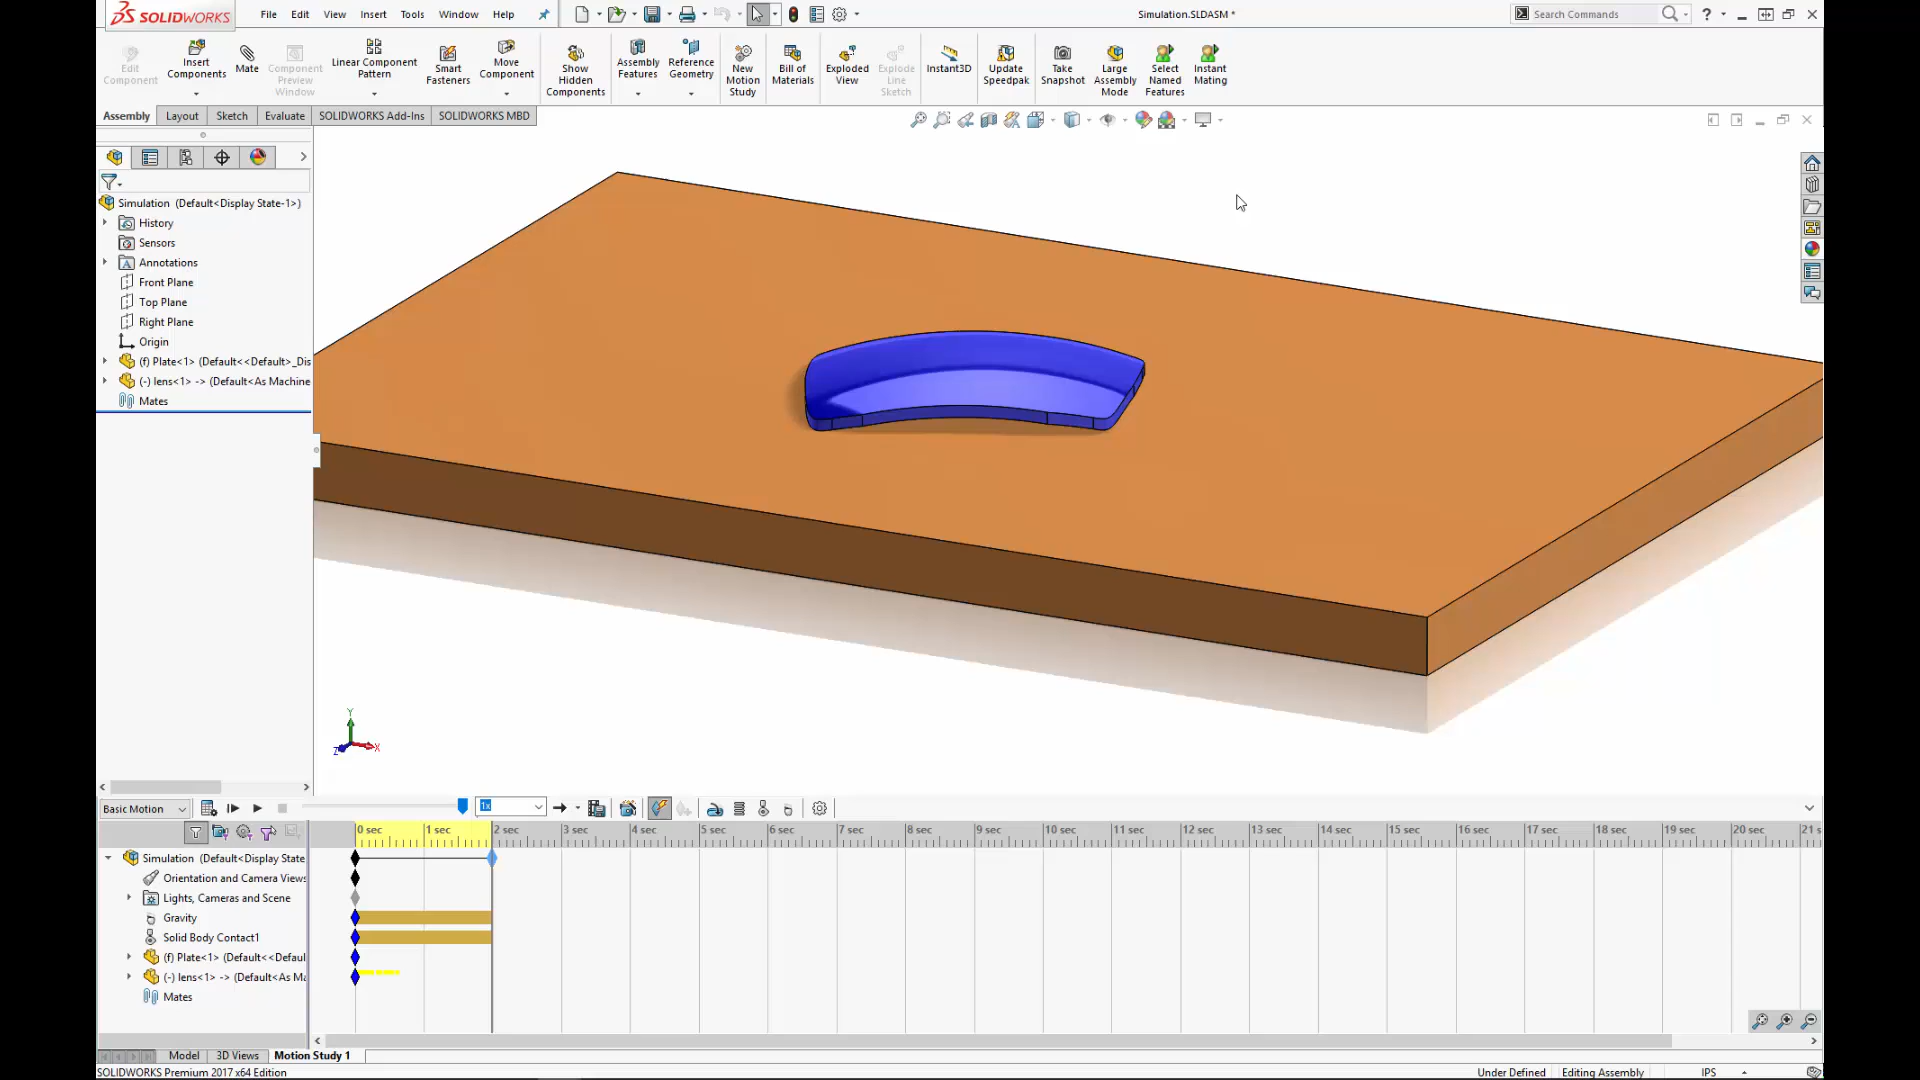 SOLIDWORKS File Edit View Insert Tools Window Help Simulation.SLDASM * Search Commands ?
Edit Component
Insert Components
Mate
Component Preview Window
Linear Component Pattern
Smart Fasteners
Move Component
Show Hidden Components
Assembly Features
Reference Geometry
New Motion Study
Bill of Materials
Exploded View
Explode Line Sketch
Instant3D
Update Speedpak
Take Snapshot
Large Assembly Mode
Select Named Features
Instant Mating
Assembly Layout Sketch Evaluate SOLIDWORKS Add-Ins SOLIDWORKS MBD
Simulation (Default<Display State-1>)
History
Sensors
Annotations
Front Plane
Top Plane
Right Plane
Origin
(f) Plate<1> (Default<<Default>_Dis
(-) lens<1> -> (Default<As Machine
Mates
Y
Z X
Basic Motion 1x
0 sec 1 sec 2 sec 3 sec 4 sec 5 sec 6 sec 7 sec 8 sec 9 sec 10 sec 11 sec 12 sec 13 sec 14 sec 15 sec 16 sec 17 sec 18 sec 19 sec 20 sec 21 s
Simulation (Default<Display State
Orientation and Camera Views
Lights, Cameras and Scene
Gravity
Solid Body Contact1
(f) Plate<1> (Default<<Defaul
(-) lens<1> -> (Default<As Ma
Mates
Model 3D Views Motion Study 1
SOLIDWORKS Premium 2017 x64 Edition Under Defined Editing Assembly IPS